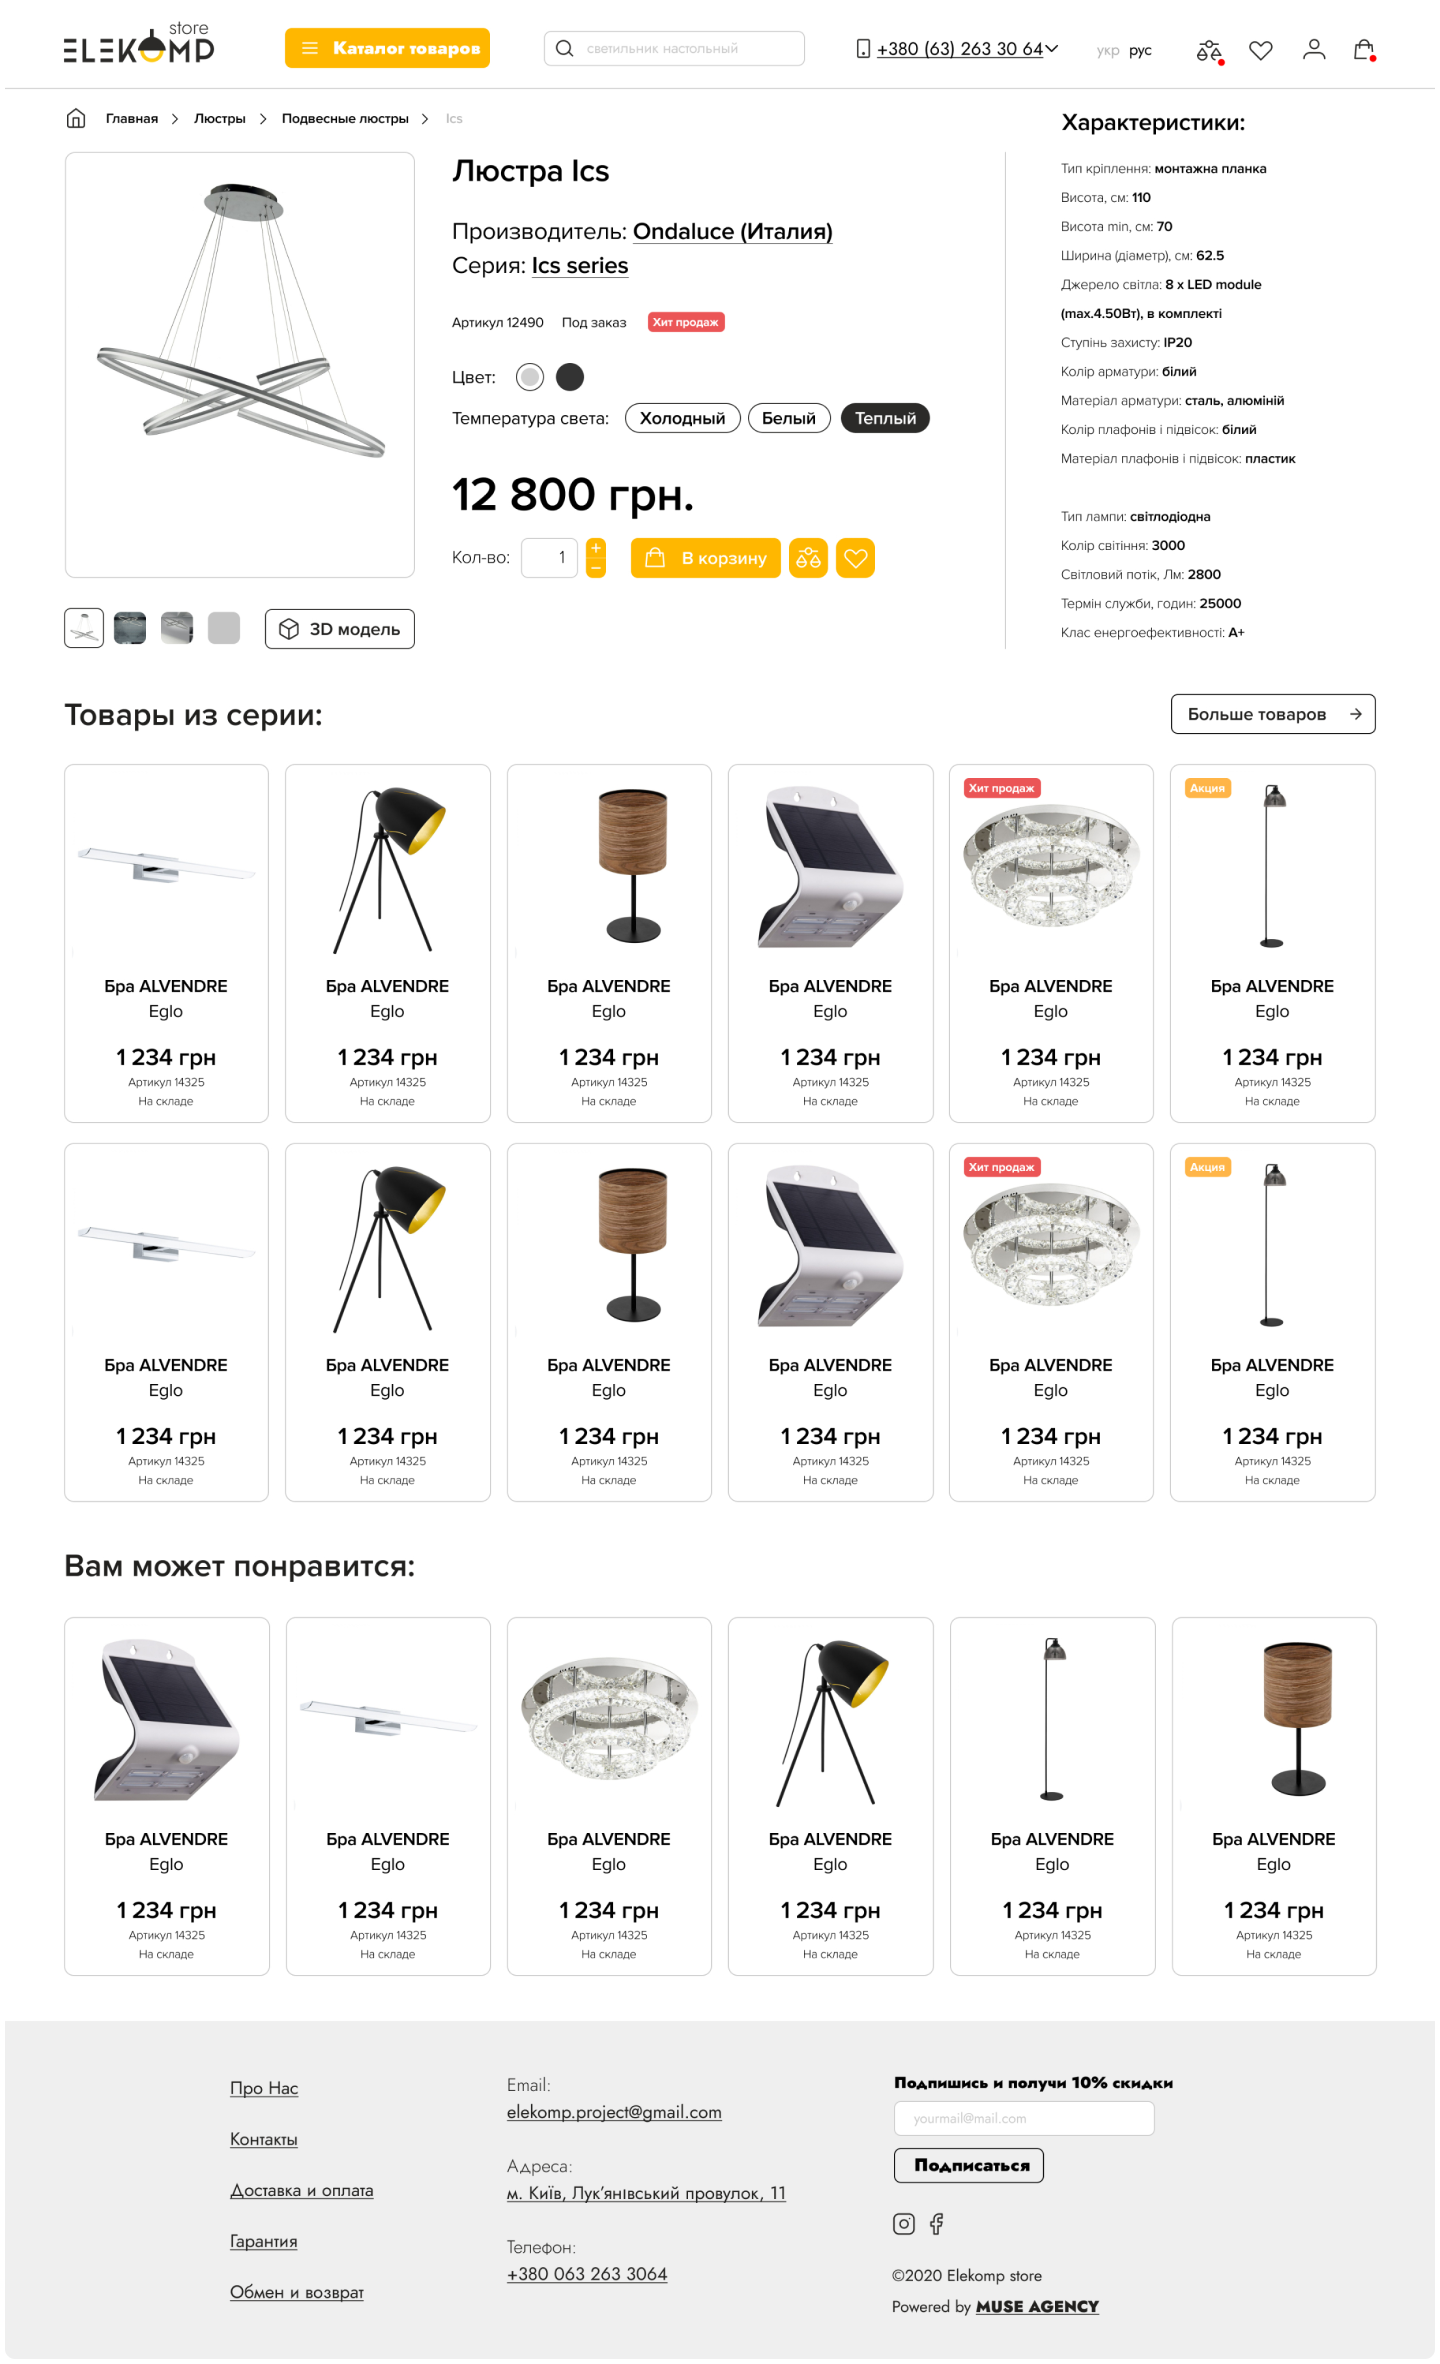 store
ELEKOMP
Каталог товаров
светильник настольный
+380 (63) 263 30 64
укр рус
Главная > Люстры > Подвесные люстры > Ics
Люстра Ics
Производитель: Ondaluce (Италия)
Серия: Ics series
Артикул 12490 Под заказ Хит продаж
Цвет:
Температура света: Холодный Белый Теплый
12 800 грн.
Кол-во: 1 + − В корзину
3D модель
Характеристики:
Тип кріплення: монтажна планка
Висота, см: 110
Висота min, см: 70
Ширина (діаметр), см: 62.5
Джерело світла: 8 x LED module
(max.4.50Вт), в комплекті
Ступінь захисту: IP20
Колір арматури: білий
Матеріал арматури: сталь, алюміній
Колір плафонів і підвісок: білий
Матеріал плафонів і підвісок: пластик
Тип лампи: світлодіодна
Колір світіння: 3000
Світловий потік, Лм: 2800
Термін служби, годин: 25000
Клас енергоефективності: А+
Товары из серии:
Больше товаров →
Хит продаж Акция
Бра ALVENDRE Бра ALVENDRE Бра ALVENDRE Бра ALVENDRE Бра ALVENDRE Бра ALVENDRE
Eglo Eglo Eglo Eglo Eglo Eglo
1 234 грн 1 234 грн 1 234 грн 1 234 грн 1 234 грн 1 234 грн
Артикул 14325 Артикул 14325 Артикул 14325 Артикул 14325 Артикул 14325 Артикул 14325
На складе На складе На складе На складе На складе На складе
Хит продаж Акция
Бра ALVENDRE Бра ALVENDRE Бра ALVENDRE Бра ALVENDRE Бра ALVENDRE Бра ALVENDRE
Eglo Eglo Eglo Eglo Eglo Eglo
1 234 грн 1 234 грн 1 234 грн 1 234 грн 1 234 грн 1 234 грн
Артикул 14325 Артикул 14325 Артикул 14325 Артикул 14325 Артикул 14325 Артикул 14325
На складе На складе На складе На складе На складе На складе
Вам может понравится:
Бра ALVENDRE Бра ALVENDRE Бра ALVENDRE Бра ALVENDRE Бра ALVENDRE Бра ALVENDRE
Eglo Eglo Eglo Eglo Eglo Eglo
1 234 грн 1 234 грн 1 234 грн 1 234 грн 1 234 грн 1 234 грн
Артикул 14325 Артикул 14325 Артикул 14325 Артикул 14325 Артикул 14325 Артикул 14325
На складе На складе На складе На складе На складе На складе
Про Нас
Контакты
Доставка и оплата
Гарантия
Обмен и возврат
Email:
elekomp.project@gmail.com
Адреса:
м. Київ, Лук’янівський провулок, 11
Телефон:
+380 063 263 3064
Подпишись и получи 10% скидки
yourmail@mail.com
Подписаться
©2020 Elekomp store
Powered by MUSE AGENCY